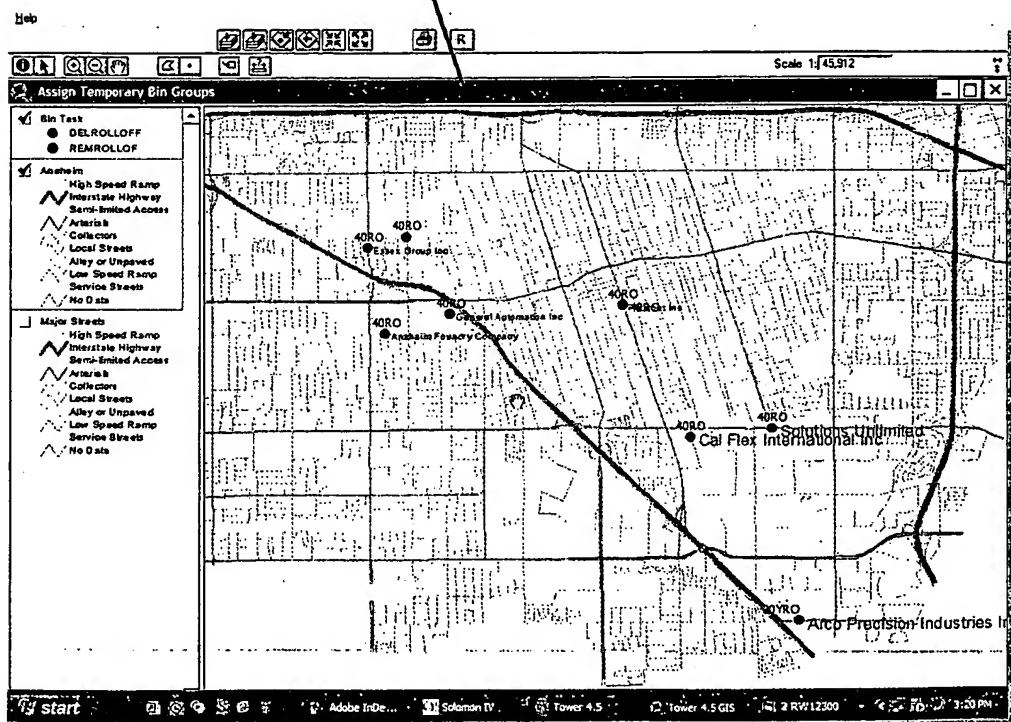 Help
R
Scale 1: 45,912
Assign Temporary Bin Groups
Bin Task
DELROLLOFF
REMROLLOF
Anaheim
High Speed Ramp
Interstate Highway
Semi-limited Access
Arterials
Collectors
Local Streets
Alley or Unpaved
Low Speed Ramp
Service Streets
No Data
Major Streets
High Speed Ramp
Interstate Highway
Semi-limited Access
Arterials
Collectors
Local Streets
Alley or Unpaved
Low Speed Ramp
Service Streets
No Data
40RO
40RO
Essex Group Inc
40RO
General Automation Inc
40RO
Anaheim Foundry Company
40RO
Inc
40RO
Solutions Unlimited
40RO
Cal Flex International Inc
Arco Precision Industries In
start
Adobe InDe...
Solomon IV
Tower 4.5
Tower 4.5 GIS
2 RW12300
3:20 PM